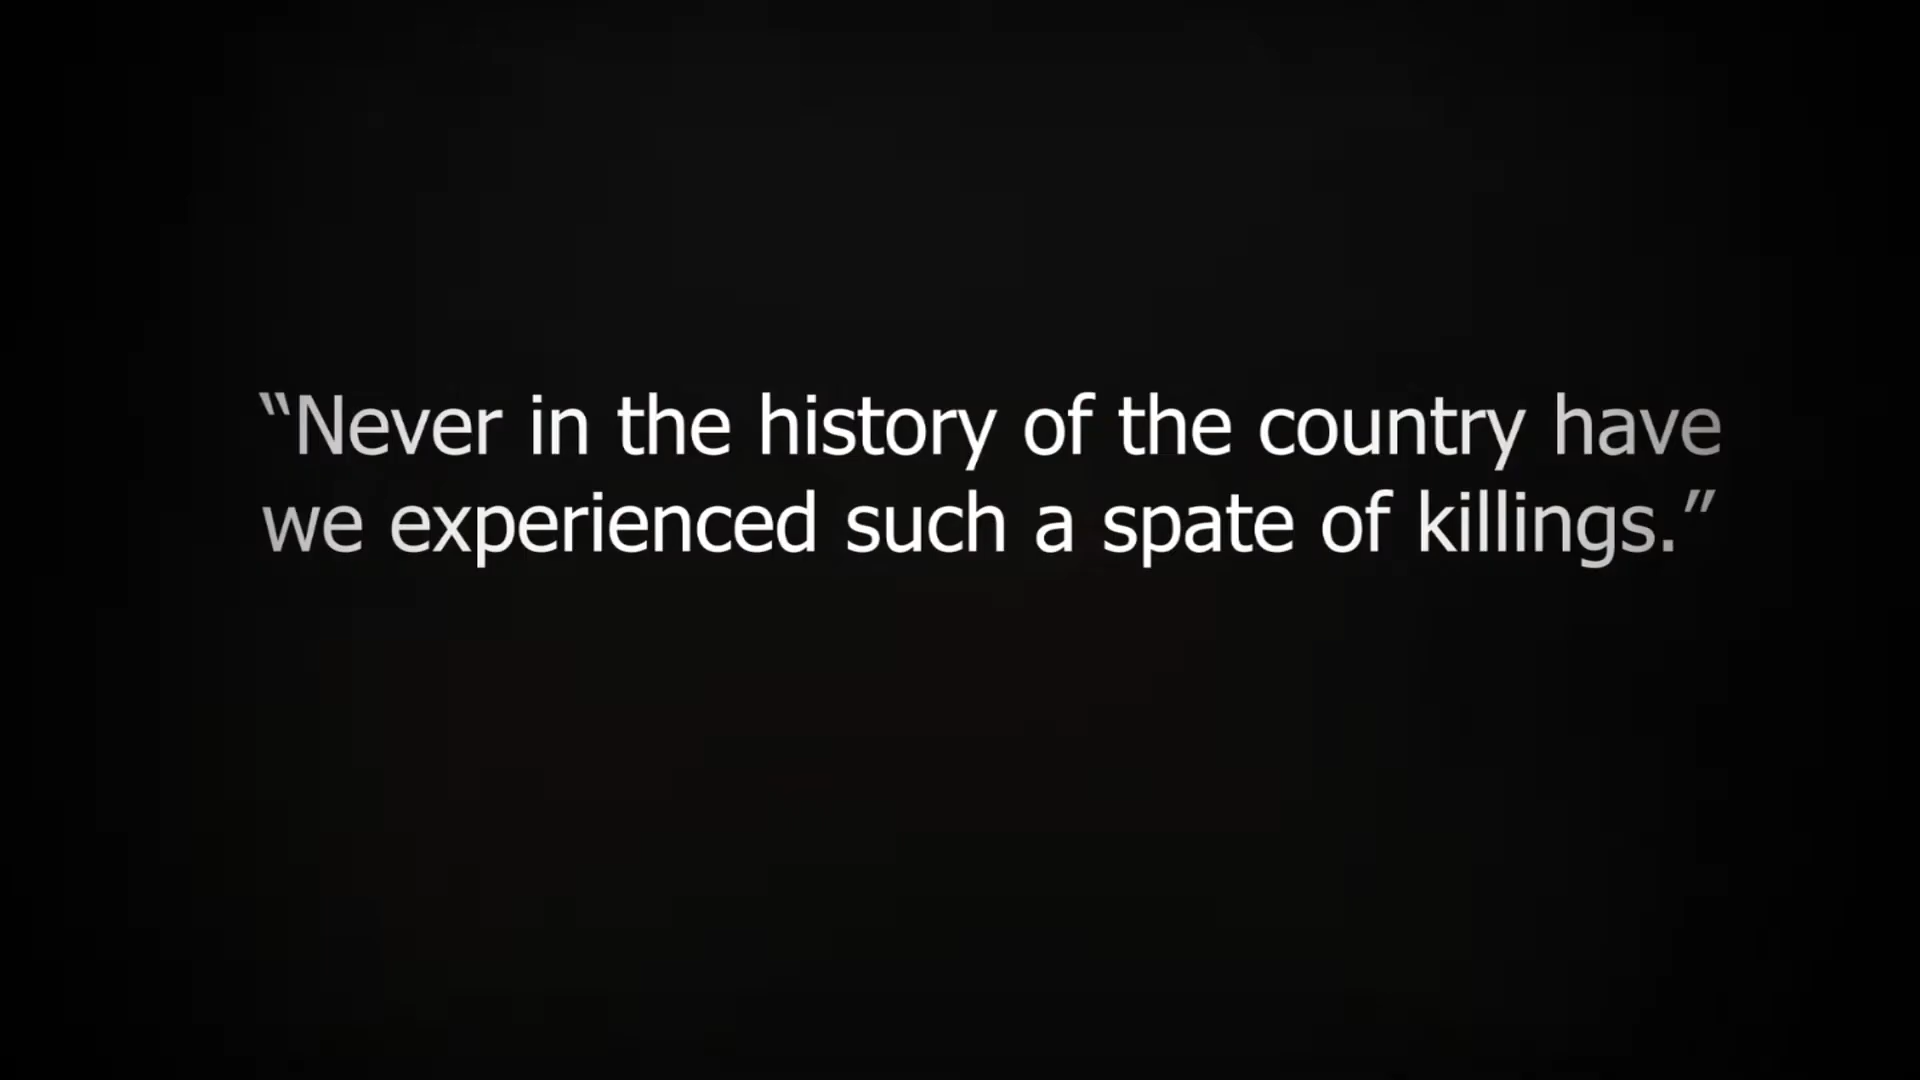 “Never in the history of the country have
we experienced such a spate of killings.”